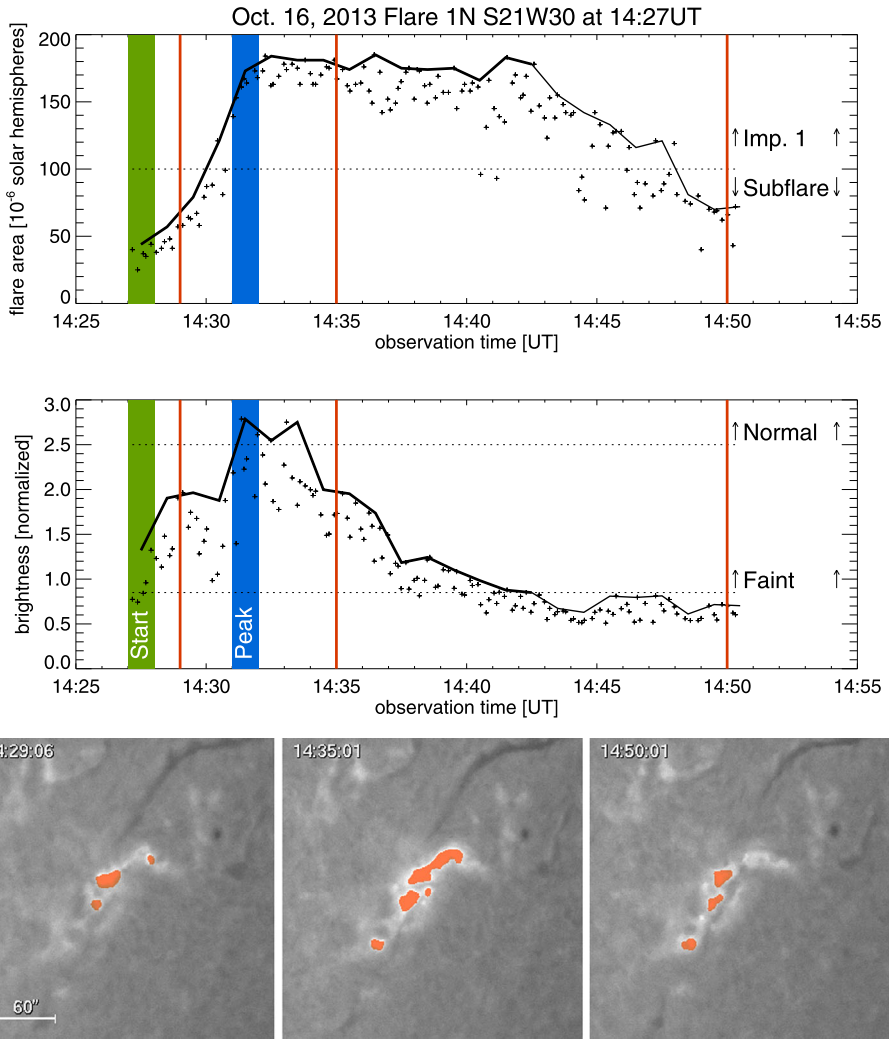 Oct. 16, 2013 Flare 1N S21W30 at 14:27UT
flare area [10⁻⁶ solar hemispheres]
200
150
100
50
0
↑ Imp. 1 ↑
↓ Subflare ↓
14:25 14:30 14:35 14:40 14:45 14:50 14:55
observation time [UT]
brightness [normalized]
3.0
2.5
2.0
1.5
1.0
0.5
0.0
↑ Normal ↑
↑ Faint ↑
Start
Peak
14:25 14:30 14:35 14:40 14:45 14:50 14:55
observation time [UT]
4:29:06 14:35:01 14:50:01
60"